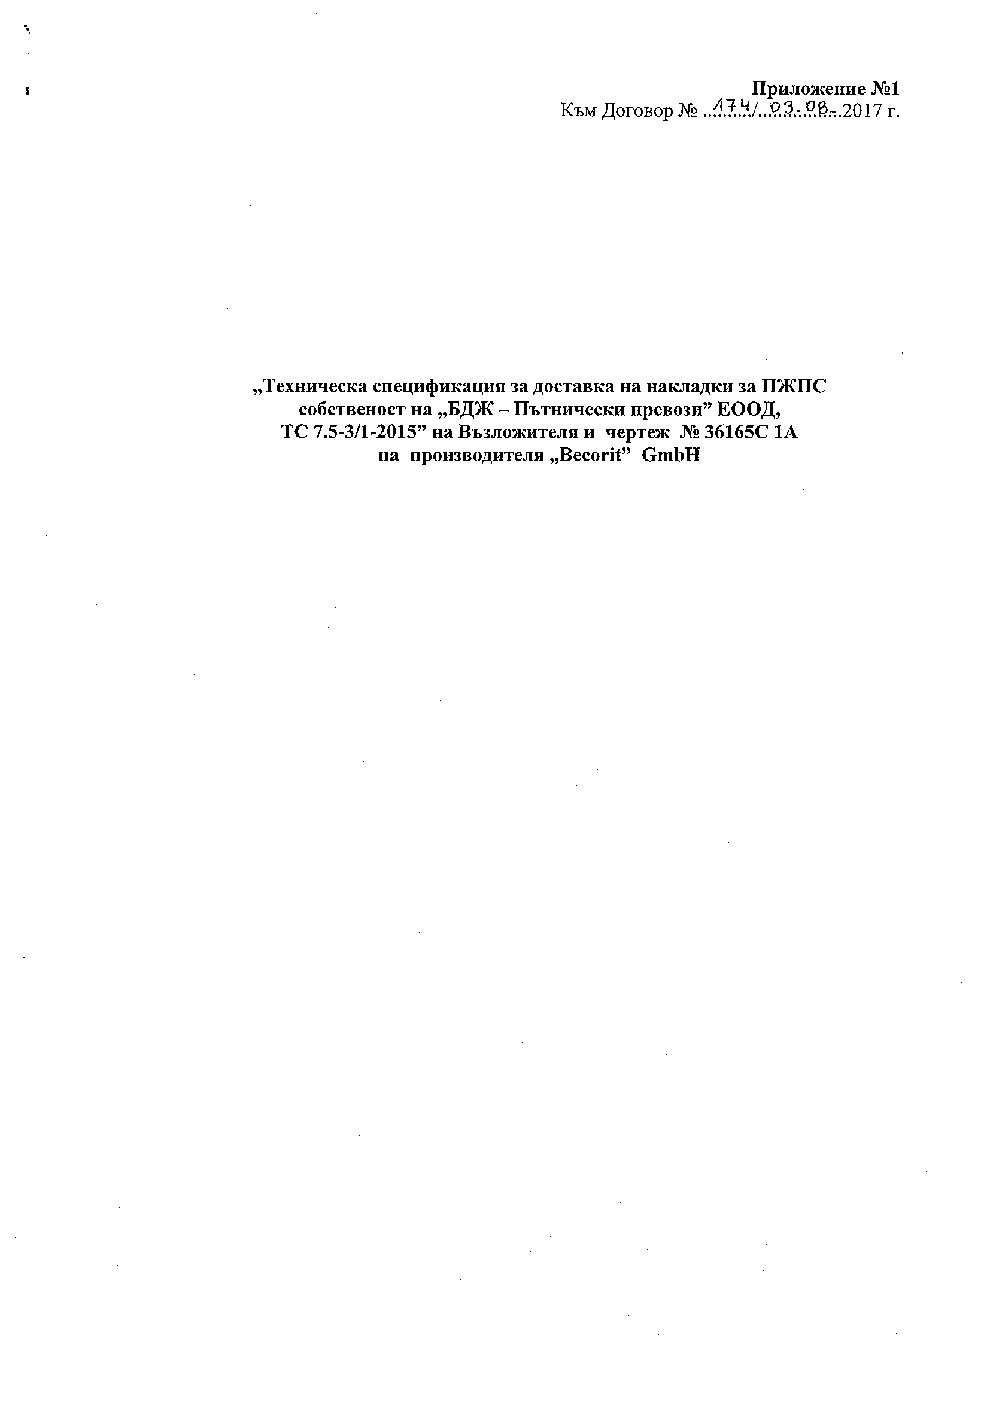 Приложение №1
Към Договор № ..174/..03.08-.2017 г.
„Техническа спецификация за доставка на накладки за ПЖПС
собственост на „БДЖ – Пътнически превози” ЕООД,
ТС 7.5-3/1-2015” на Възложителя и чертеж № 36165С 1А
на производителя „Becorit” GmbH